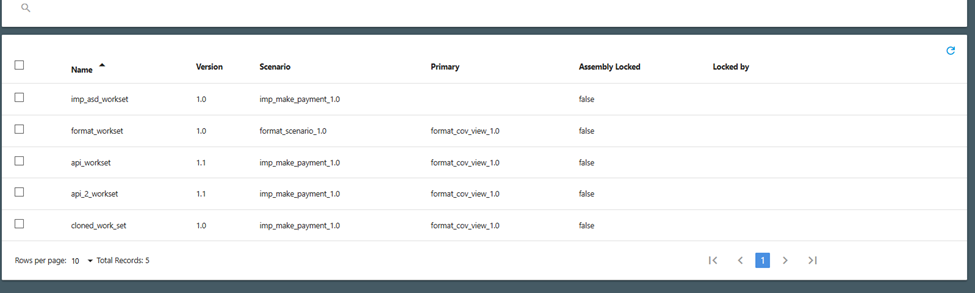 Name Version Scenario Primary Assembly Locked Locked by
imp_asd_workset 1.0 imp_make_payment_1.0 false
format_workset 1.0 format_scenario_1.0 format_cov_view_1.0 false
api_workset 1.1 imp_make_payment_1.0 format_cov_view_1.0 false
api_2_workset 1.1 imp_make_payment_1.0 format_cov_view_1.0 false
cloned_work_set 1.0 imp_make_payment_1.0 format_cov_view_1.0 false
Rows per page: 10 Total Records: 5 1